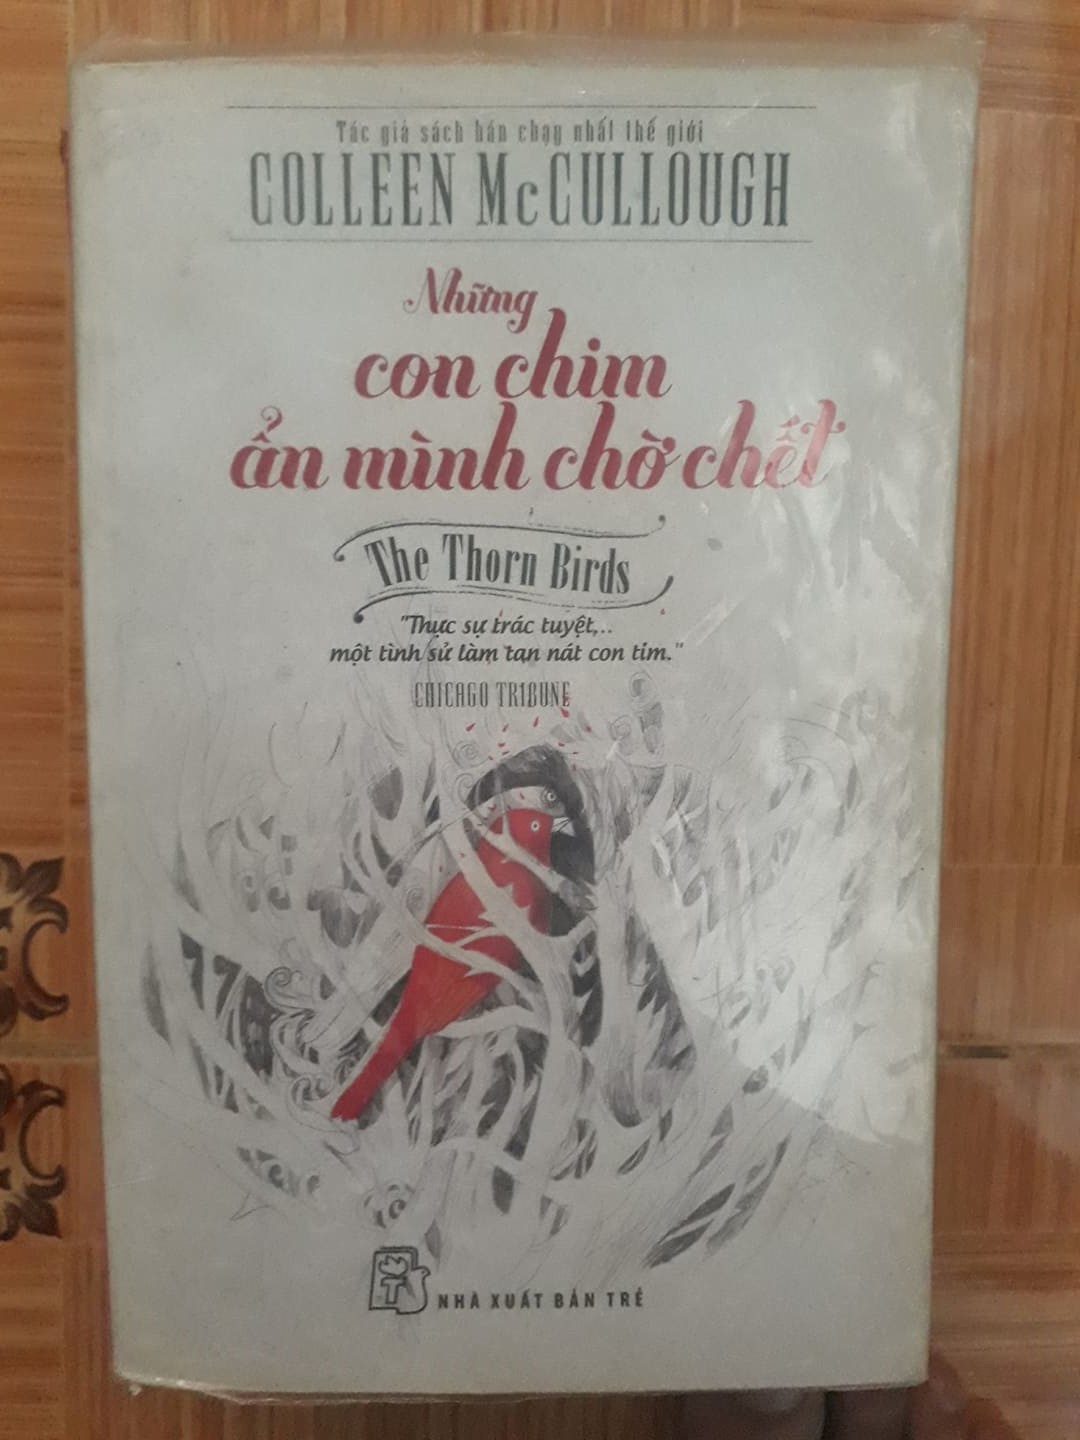 Tác giả sách bán chạy nhất thế giới
COLLEEN McCULLOUGH
Những
con chim
ẩn mình chờ chết
The Thorn Birds
"Thực sự trác tuyệt,..
một tình sử làm tan nát con tim."
CHICAGO TRIBUNE
T
NHÀ XUẤT BẢN TRẺ